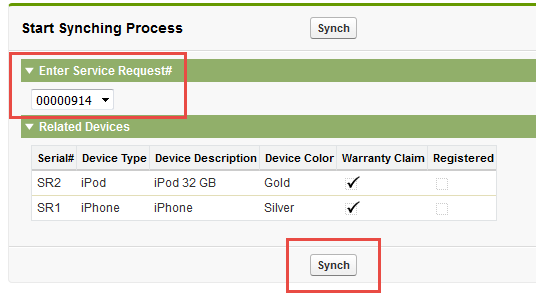 Start Synching Process Synch
Enter Service Request#
00000914
Related Devices
Serial# Device Type Device Description Device Color Warranty Claim Registered
SR2 iPod iPod 32 GB Gold
SR1 iPhone iPhone Silver
Synch